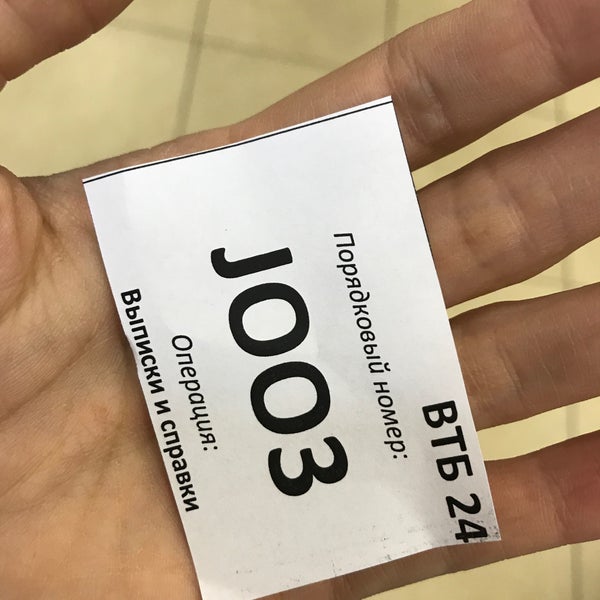 ВТБ 24
Порядковый номер:
J003
Операция:
Выписки и справки